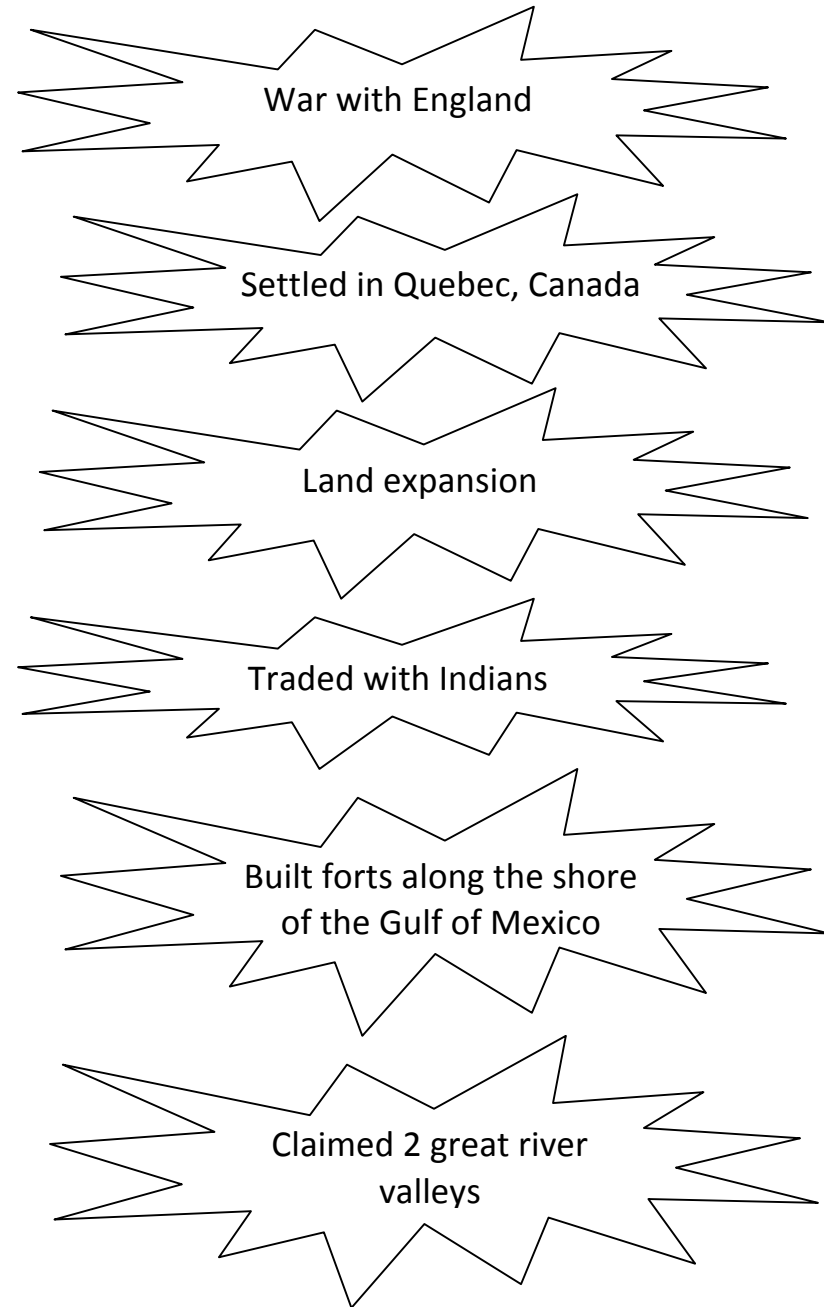 War with England
Settled in Quebec, Canada
Land expansion
Traded with Indians
Built forts along the shore
of the Gulf of Mexico
Claimed 2 great river
valleys